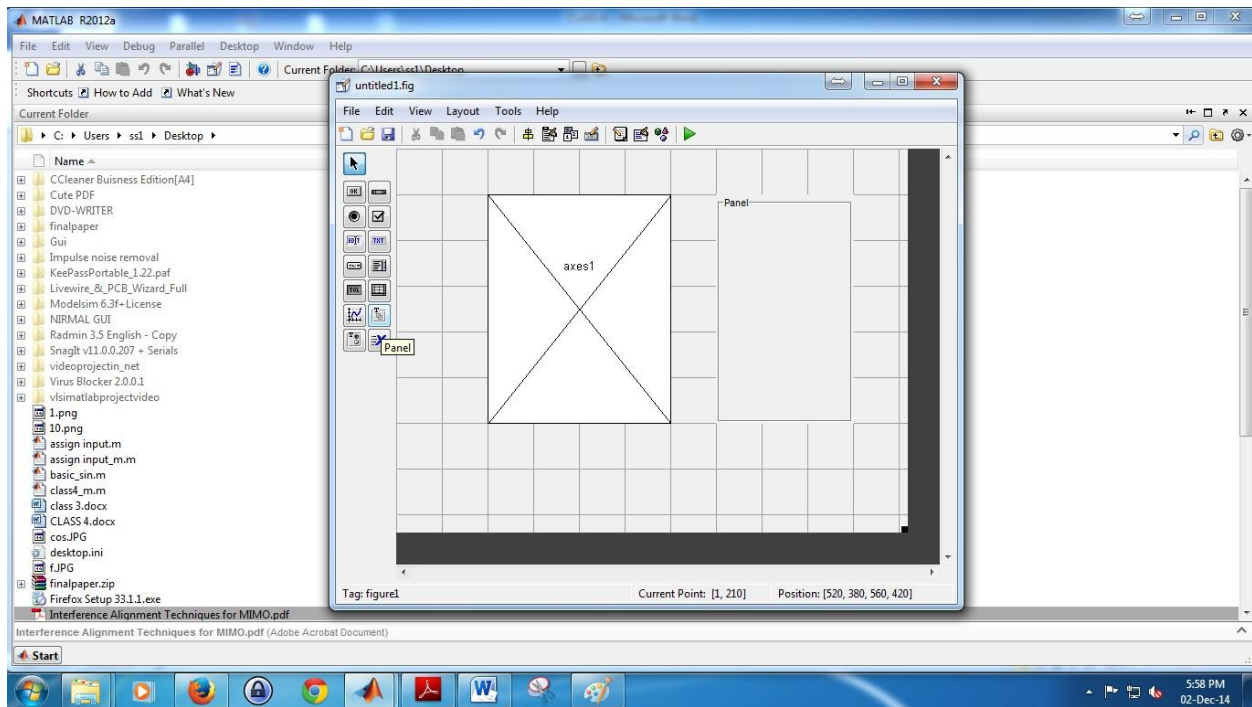 MATLAB R2012a
File Edit View Debug Parallel Desktop Window Help
Current Folder: C:\Users\ss1\Desktop
Shortcuts How to Add What's New
Current Folder
C: Users ss1 Desktop
Name
CCleaner Buisness Edition[A4]
Cute PDF
DVD-WRITER
finalpaper
Gui
Impulse noise removal
KeePassPortable_1.22.paf
Livewire_&_PCB_Wizard_Full
Modelsim 6.3f+License
NIRMAL GUI
Radmin 3.5 English - Copy
SnagIt v11.0.0.207 + Serials
videoprojectin_net
Virus Blocker 2.0.0.1
vlsimatlabprojectvideo
1.png
10.png
assign input.m
assign input_m.m
basic_sin.m
class4_m.m
class 3.docx
CLASS 4.docx
cos.JPG
desktop.ini
f.JPG
finalpaper.zip
Firefox Setup 33.1.1.exe
Interference Alignment Techniques for MIMO.pdf
Interference Alignment Techniques for MIMO.pdf (Adobe Acrobat Document)
Start
untitled1.fig
File Edit View Layout Tools Help
OK
EDIT TXT
TGL
Panel
axes1
Panel
Tag: figure1 Current Point: [1, 210] Position: [520, 380, 560, 420]
5:58 PM
02-Dec-14